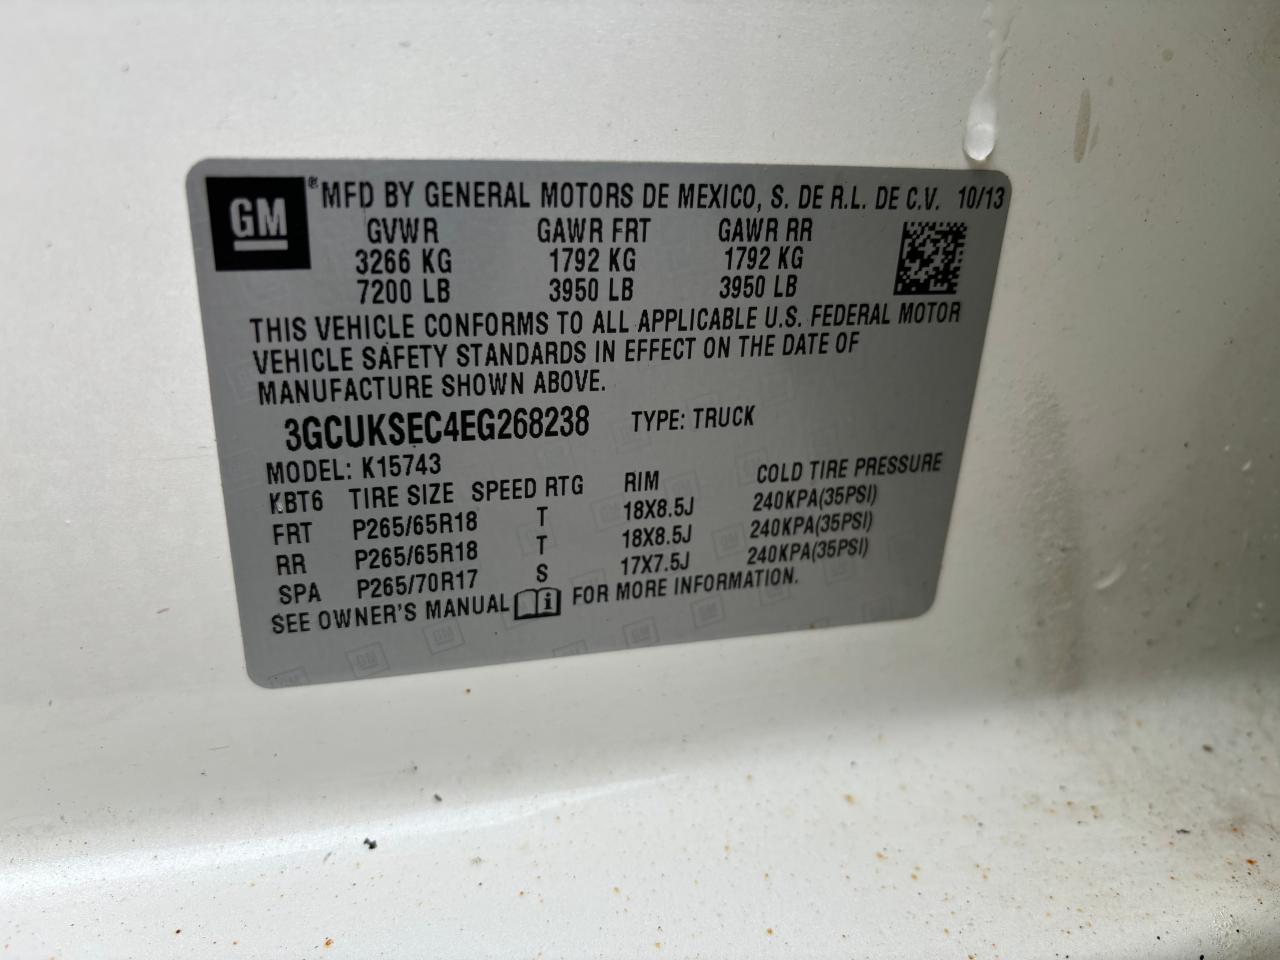 GM ® MFD BY GENERAL MOTORS DE MEXICO, S. DE R.L. DE C.V. 10/13
GVWR GAWR FRT GAWR RR
3266 KG 1792 KG 1792 KG
7200 LB 3950 LB 3950 LB
THIS VEHICLE CONFORMS TO ALL APPLICABLE U.S. FEDERAL MOTOR
VEHICLE SAFETY STANDARDS IN EFFECT ON THE DATE OF
MANUFACTURE SHOWN ABOVE.
3GCUKSEC4EG268238 TYPE: TRUCK
MODEL: K15743
KBT6 TIRE SIZE SPEED RTG RIM COLD TIRE PRESSURE
FRT P265/65R18 T 18X8.5J 240KPA(35PSI)
RR P265/65R18 T 18X8.5J 240KPA(35PSI)
SPA P265/70R17 S 17X7.5J 240KPA(35PSI)
SEE OWNER'S MANUAL i FOR MORE INFORMATION.